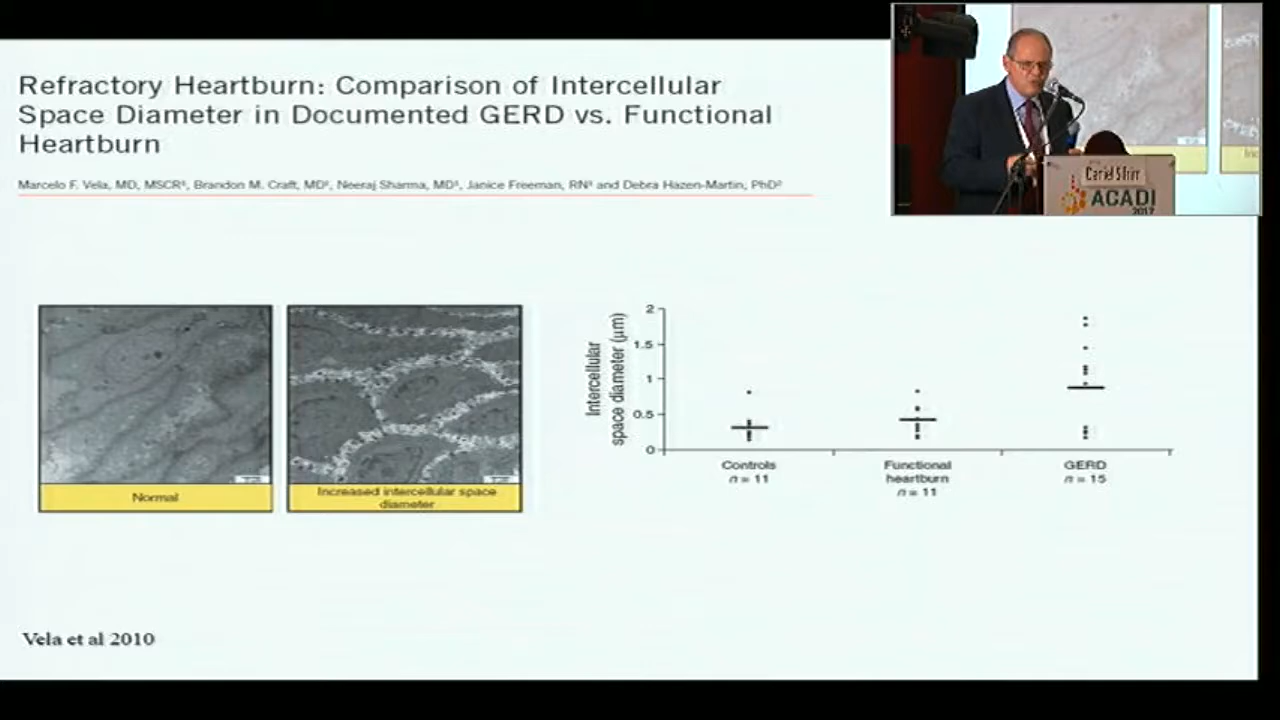 Refractory Heartburn: Comparison of Intercellular
Space Diameter in Documented GERD vs. Functional
Heartburn
Marcelo F. Vela, MD, MSCR¹, Brandon M. Craft, MD², Neeraj Sharma, MD¹, Janice Freeman, RN¹ and Debra Hazen-Martin, PhD²
Normal
Increased intercellular space
diameter
Intercellular
space diameter (μm)
2
1.5
1
0.5
0
Controls
n = 11
Functional
heartburn
n = 11
GERD
n = 15
Vela et al 2010
ACADI
2017